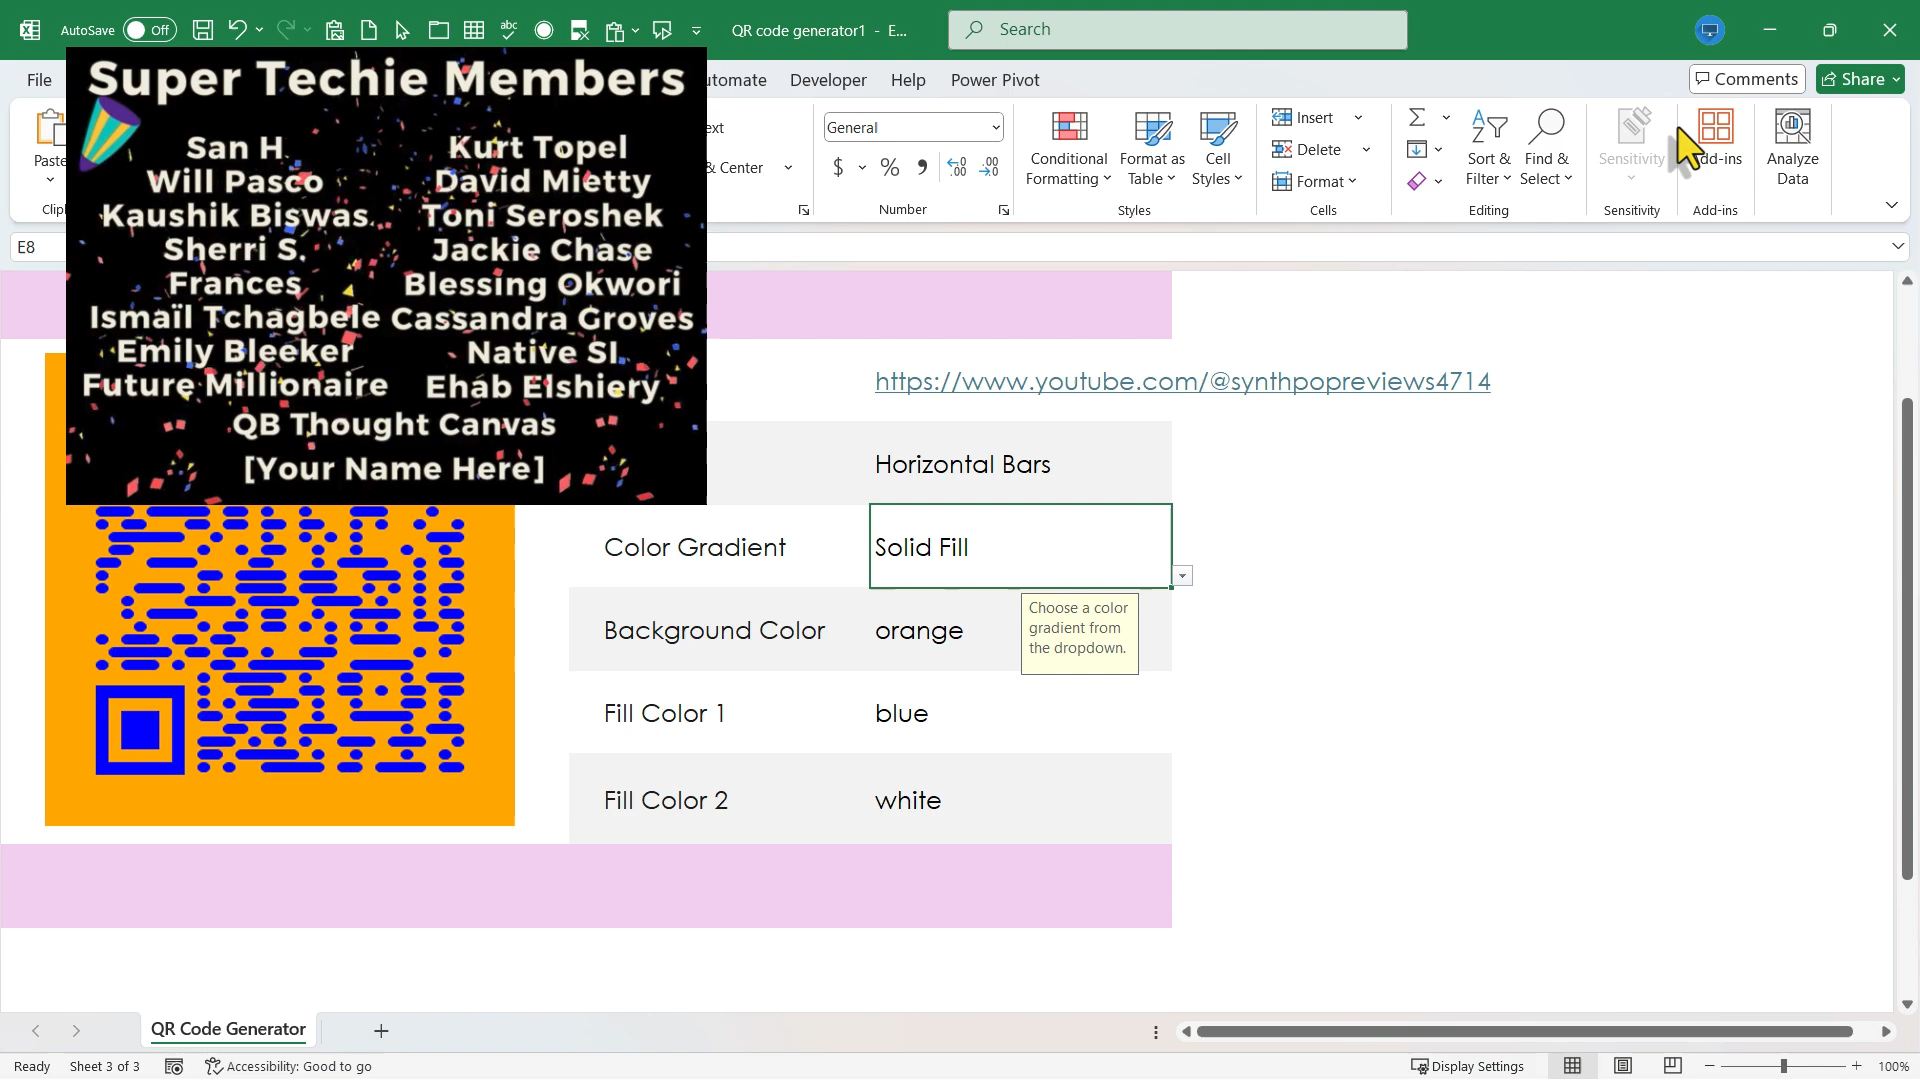 AutoSave Off
QR code generator1 - E...
Search
File
utomate
Developer
Help
Power Pivot
Comments
Share
Super Techie Members
San H. Kurt Topel
Will Pasco David Mietty
Kaushik Biswas Toni Seroshek
Sherri S. Jackie Chase
Frances Blessing Okwori
Ismaïl Tchagbele Cassandra Groves
Emily Bleeker Native SI
Future Millionaire Ehab Elshiery
QB Thought Canvas
[Your Name Here]
Paste
Clip
ext
& Center
General
$ % 9 ←0 .00 .00 →0
Number
Conditional Formatting
Format as Table
Cell Styles
Styles
Insert
Delete
Format
Cells
Sort & Filter
Find & Select
Editing
Sensitivity
Sensitivity
dd-ins
Add-ins
Analyze Data
E8
https://www.youtube.com/@synthpopreviews4714
Horizontal Bars
Color Gradient Solid Fill
Choose a color
gradient from
the dropdown.
Background Color orange
Fill Color 1 blue
Fill Color 2 white
QR Code Generator
Ready
Sheet 3 of 3
Accessibility: Good to go
Display Settings
100%